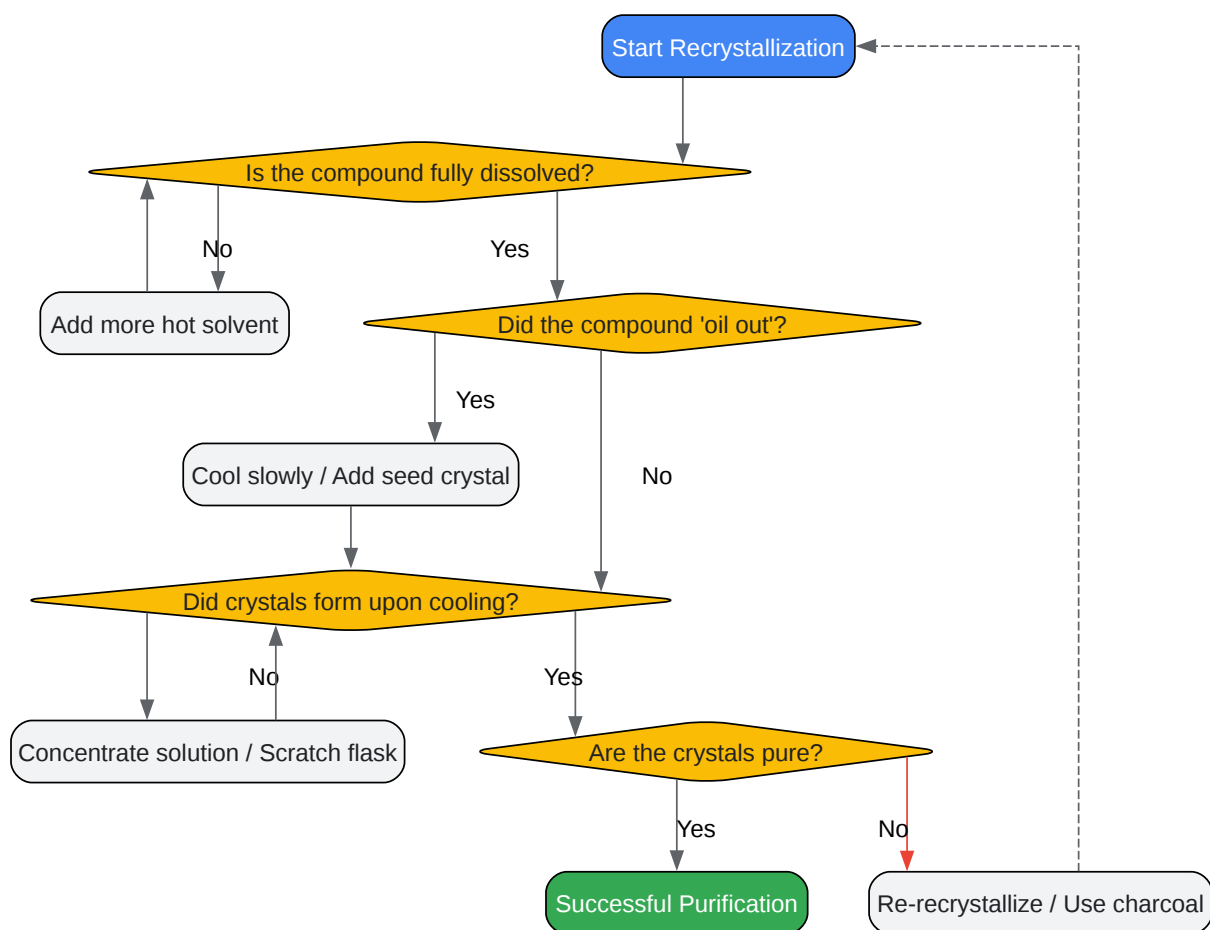 Start Recrystallization
Is the compound fully dissolved?
No
Yes
Add more hot solvent
Did the compound 'oil out'?
Yes
Cool slowly / Add seed crystal
No
Did crystals form upon cooling?
No
Yes
Concentrate solution / Scratch flask
Are the crystals pure?
Yes
No
Successful Purification
Re-recrystallize / Use charcoal